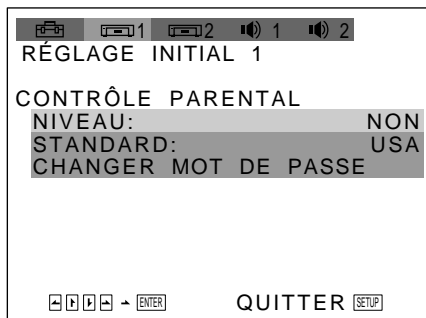 1 2 1 2
RÉGLAGE INITIAL 1
CONTRÔLE PARENTAL
NIVEAU: NON
STANDARD: USA
CHANGER MOT DE PASSE
ENTER QUITTER SETUP